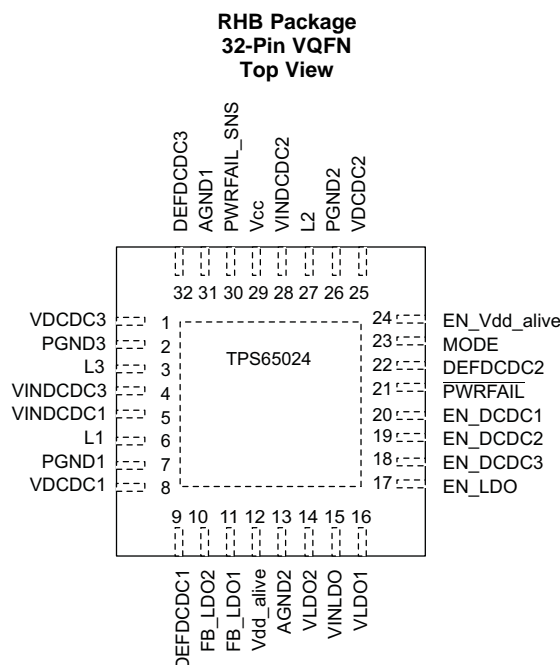 RHB Package
32-Pin VQFN
Top View
DEFDCDC3
AGND1
PWRFAIL_SNS
Vcc
VINDCDC2
L2
PGND2
VDCDC2
32 31 30 29 28 27 26 25
VDCDC3 1
PGND3 2
L3 3
VINDCDC3 4
VINDCDC1 5
L1 6
PGND1 7
VDCDC1 8
TPS65024
24 EN_Vdd_alive
23 MODE
22 DEFDCDC2
21 PWRFAIL
20 EN_DCDC1
19 EN_DCDC2
18 EN_DCDC3
17 EN_LDO
9 10 11 12 13 14 15 16
DEFDCDC1
FB_LDO2
FB_LDO1
Vdd_alive
AGND2
VLDO2
VINLDO
VLDO1